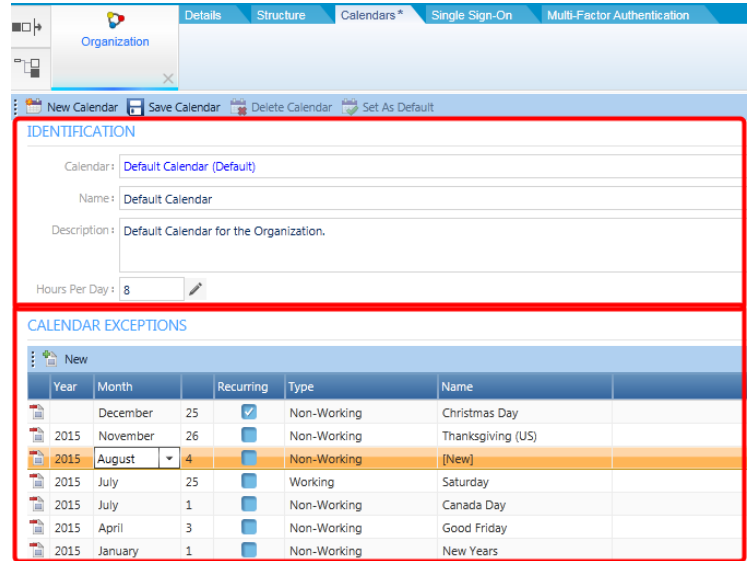 Details Structure Calendars* Single Sign-On Multi-Factor Authentication
Organization
New Calendar Save Calendar Delete Calendar Set As Default
IDENTIFICATION
Calendar: Default Calendar (Default)
Name: Default Calendar
Description: Default Calendar for the Organization.
Hours Per Day: 8
CALENDAR EXCEPTIONS
New
Year Month Recurring Type Name
December 25 Non-Working Christmas Day
2015 November 26 Non-Working Thanksgiving (US)
2015 August 4 Non-Working [New]
2015 July 25 Working Saturday
2015 July 1 Non-Working Canada Day
2015 April 3 Non-Working Good Friday
2015 January 1 Non-Working New Years